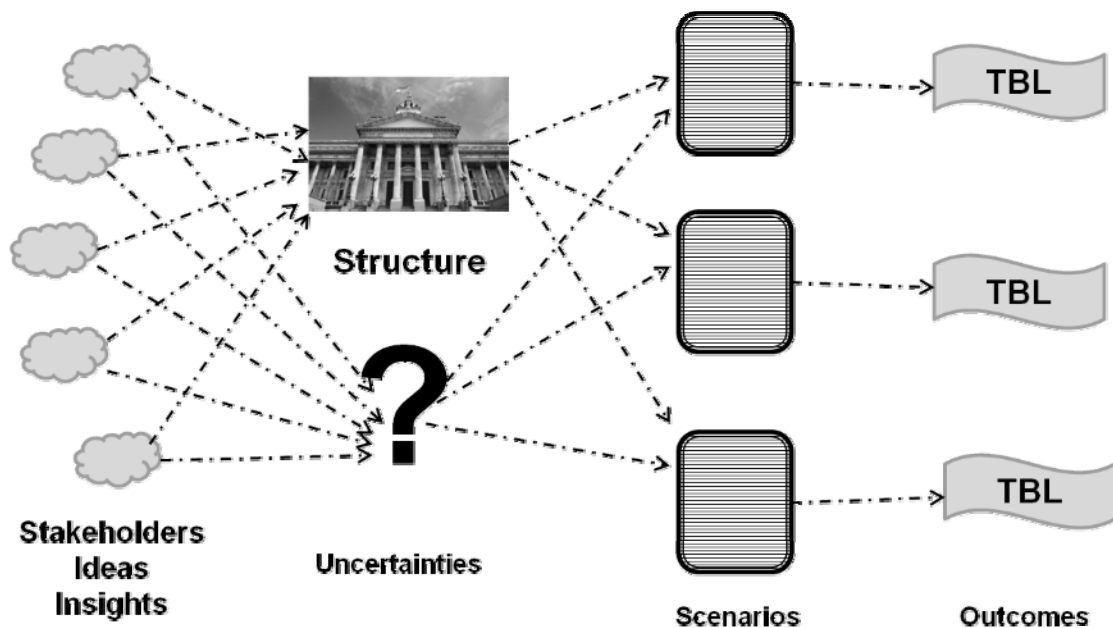 TBL
Structure
TBL
?
TBL
Stakeholders
Ideas
Insights
Uncertainties
Scenarios
Outcomes